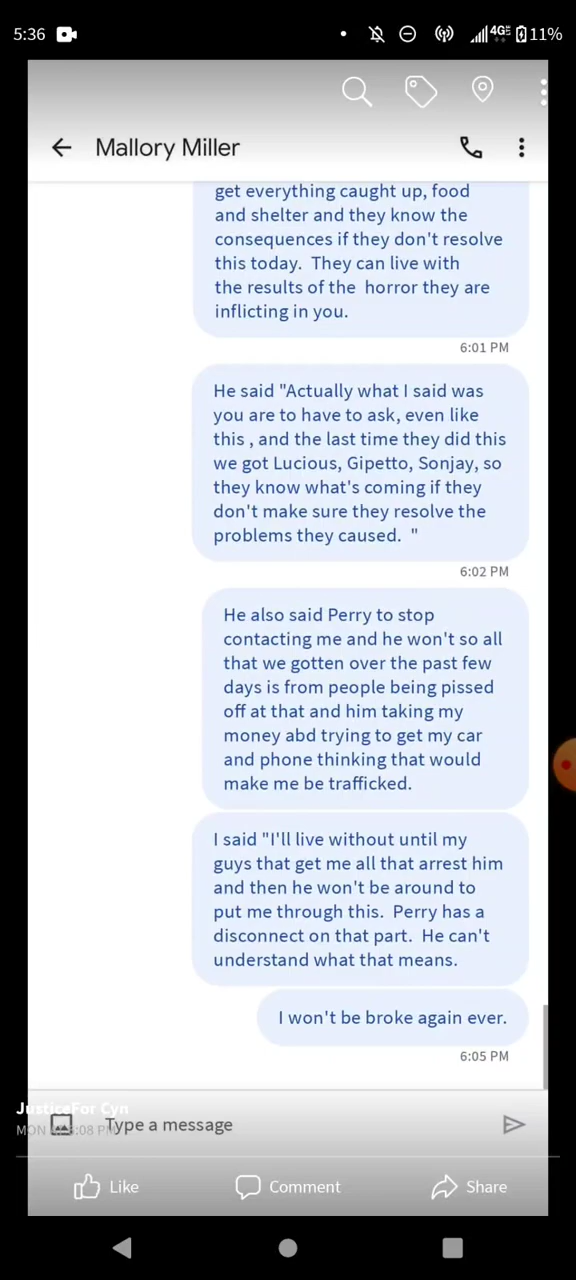 5:36
4G
11%
Mallory Miller
get everything caught up, food
and shelter and they know the
consequences if they don't resolve
this today.  They can live with
the results of the  horror they are
inflicting in you.
6:01 PM
He said "Actually what I said was
you are to have to ask, even like
this , and the last time they did this
we got Lucious, Gipetto, Sonjay, so
they know what's coming if they
don't make sure they resolve the
problems they caused.  "
6:02 PM
He also said Perry to stop
contacting me and he won't so all
that we gotten over the past few
days is from people being pissed
off at that and him taking my
money abd trying to get my car
and phone thinking that would
make me be trafficked.
I said "I'll live without until my
guys that get me all that arrest him
and then he won't be around to
put me through this.  Perry has a
disconnect on that part.  He can't
understand what that means.
I won't be broke again ever.
6:05 PM
JusticeFor Cyn
Type a message
MON :08 PM
Like
Comment
Share